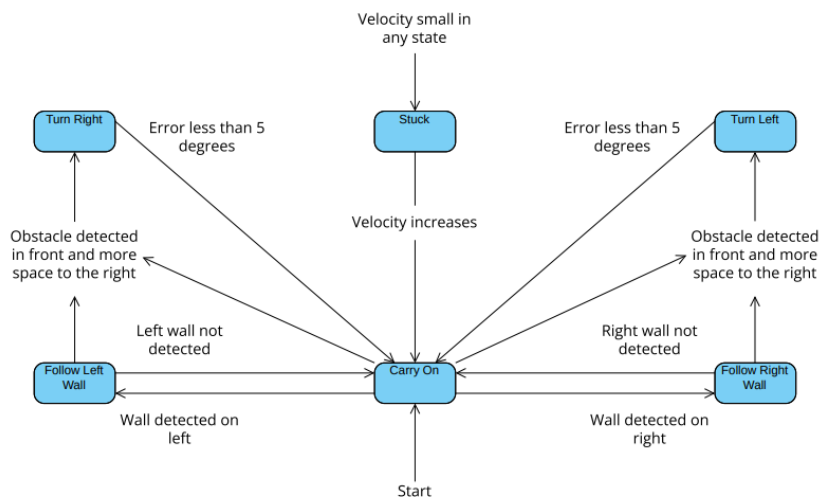 Velocity small in
any state
Turn Right
Error less than 5
degrees
Stuck
Error less than 5
degrees
Turn Left
Velocity increases
Obstacle detected
in front and more
space to the right
Obstacle detected
in front and more
space to the right
Left wall not
detected
Right wall not
detected
Follow Left
Wall
Carry On
Follow Right
Wall
Wall detected on
left
Wall detected on
right
Start